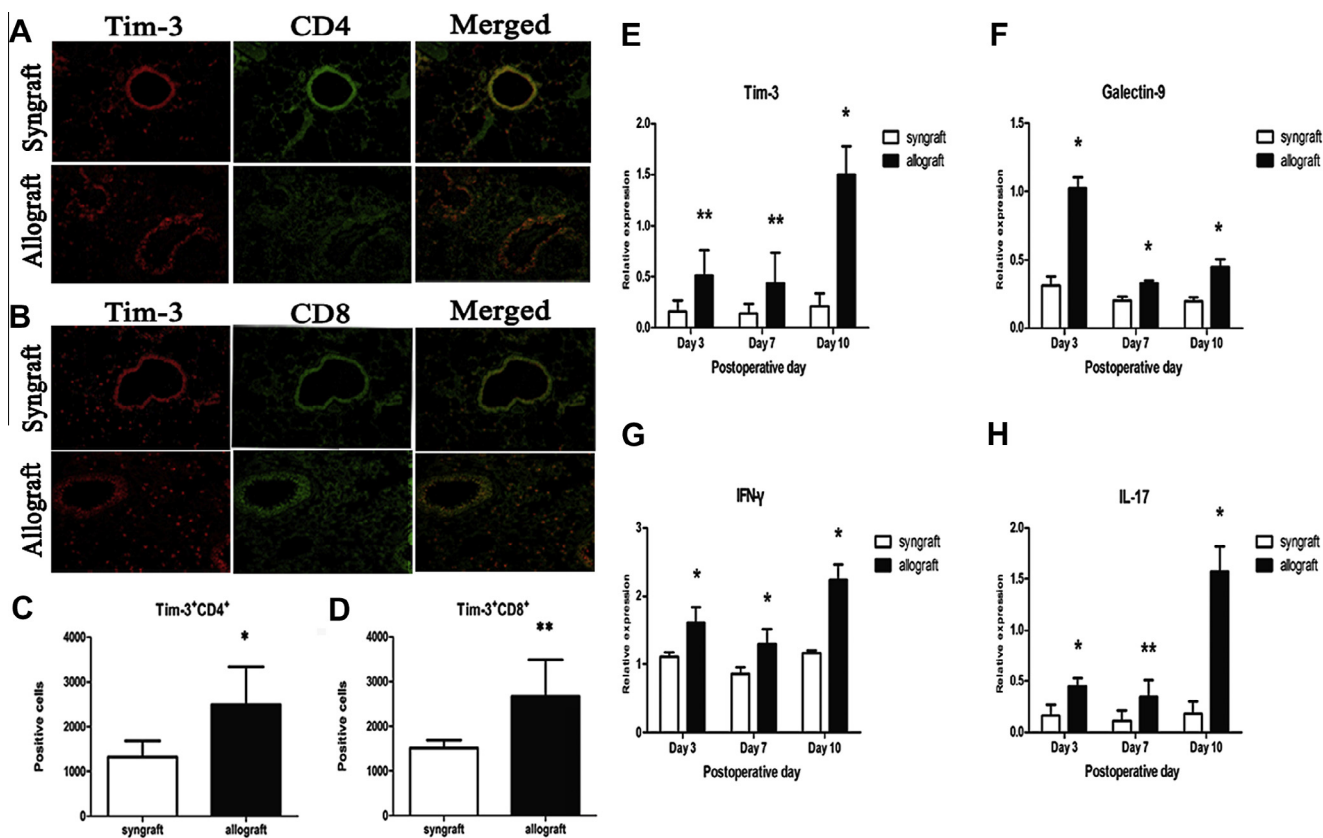 A
Tim-3 CD4 Merged
Syngraft
Allograft
B
Tim-3 CD8 Merged
Syngraft
Allograft
C
Tim-3⁺CD4⁺
Positive cells
4000
3000
2000
1000
0
*
syngraft allograft
D
Tim-3⁺CD8⁺
Positive cells
4000
3000
2000
1000
0
**
syngraft allograft
E
Tim-3
Relative expression
2.0
1.5
1.0
0.5
0.0
** ** *
syngraft
allograft
Day 3 Day 7 Day 10
Postoperative day
F
Galectin-9
Relative expression
1.5
1.0
0.5
0.0
* * *
syngraft
allograft
Day 3 Day 7 Day 10
Postoperative day
G
IFN-γ
Relative expression
3
2
1
0
* * *
syngraft
allograft
Day 3 Day 7 Day 10
Postoperative day
H
IL-17
Relative expression
2.0
1.5
1.0
0.5
0.0
* ** *
syngraft
allograft
Day 3 Day 7 Day 10
Postoperative day